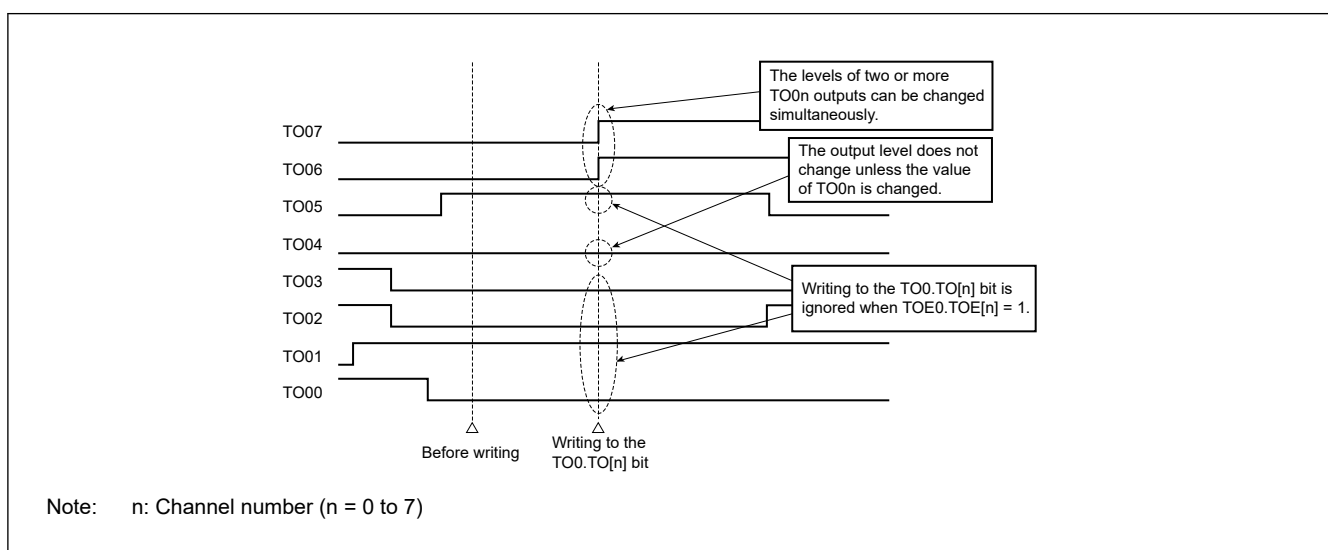 The levels of two or more
TO0n outputs can be changed
simultaneously.
TO07
The output level does not
change unless the value
of TO0n is changed.
TO06
TO05
TO04
TO03
Writing to the TO0.TO[n] bit is
ignored when TOE0.TOE[n] = 1.
TO02
TO01
TO00
Before writing
Writing to the
TO0.TO[n] bit
Note: n: Channel number (n = 0 to 7)